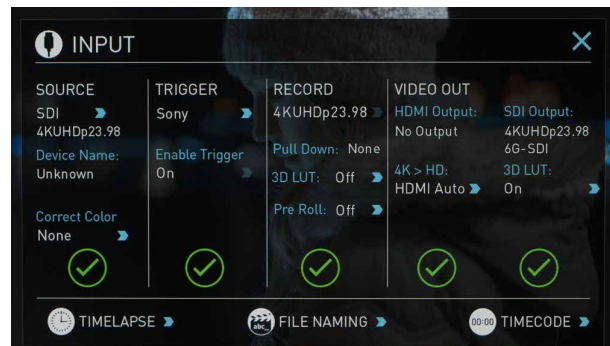 INPUT
SOURCE
SDI
4KUHDp23.98
Device Name:
Unknown
Correct Color
None
TRIGGER
Sony
Enable Trigger
On
RECORD
4KUHDp23.98
Pull Down: None
3D LUT: Off
Pre Roll: Off
VIDEO OUT
HDMI Output:
No Output
4K > HD:
HDMI Auto
SDI Output:
4KUHDp23.98
6G-SDI
3D LUT:
On
TIMELAPSE
abc_
FILE NAMING
00:00
TIMECODE